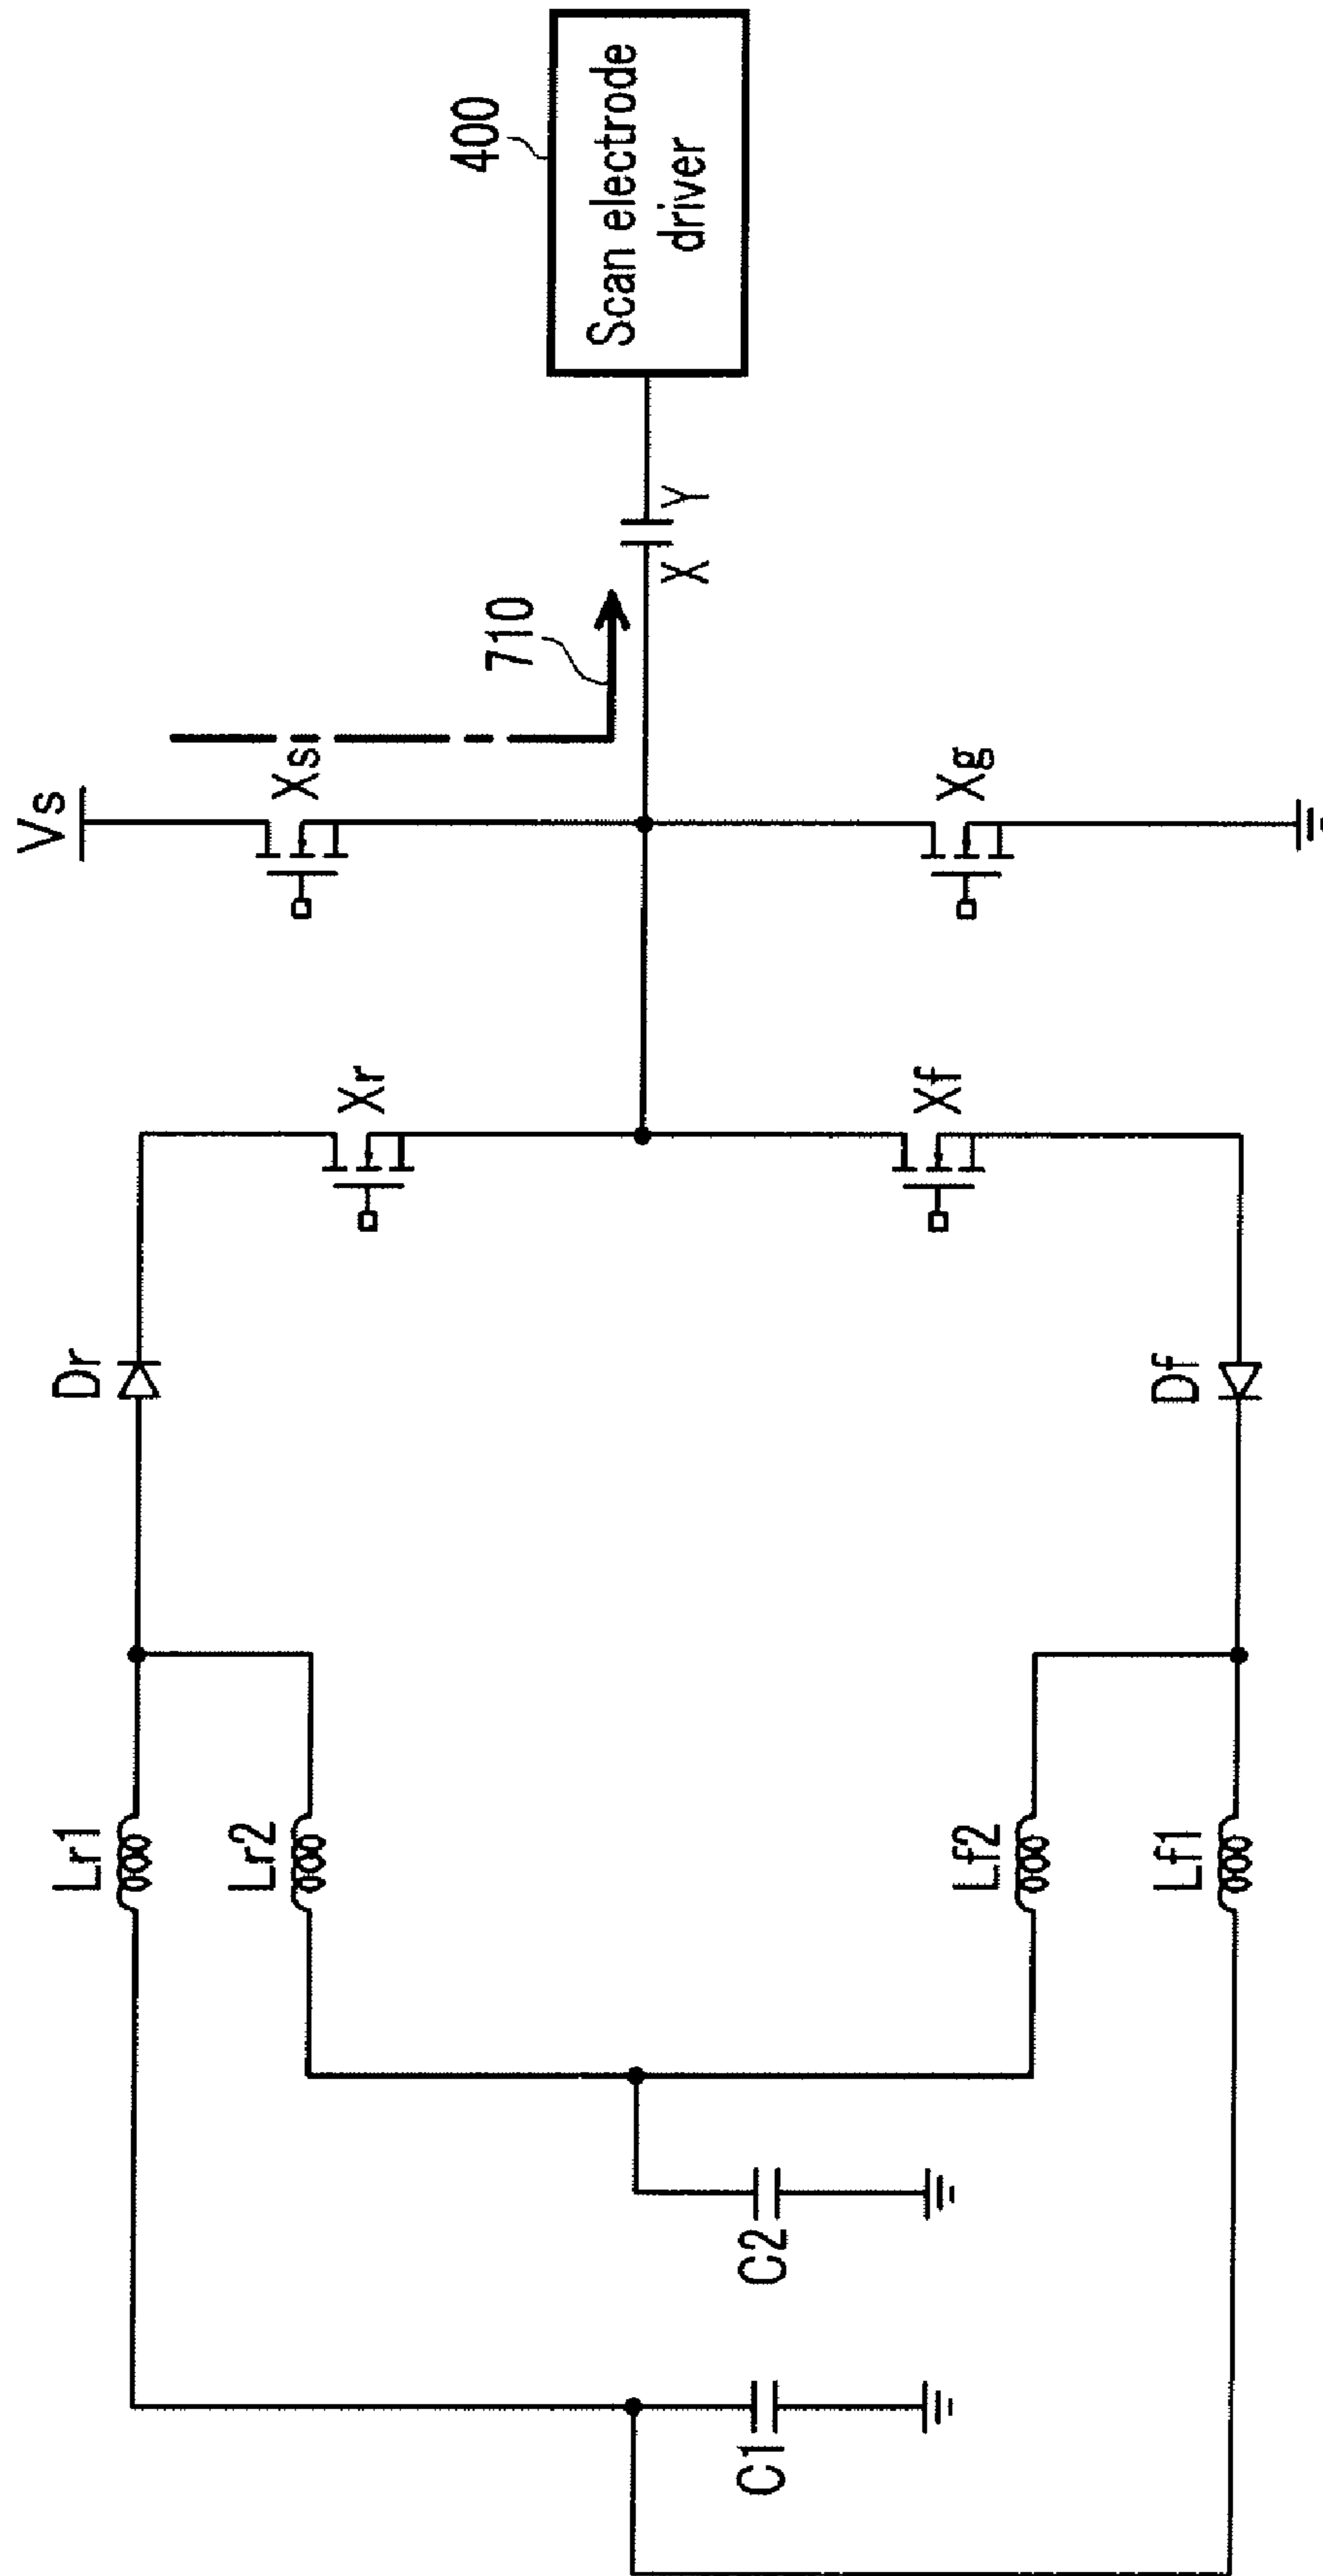 Vs
Xs
710
400
Scan electrode
driver
X
Y
Xg
Dr
Xr
Xf
Df
Lr1
Lr2
Lf2
Lf1
C2
C1